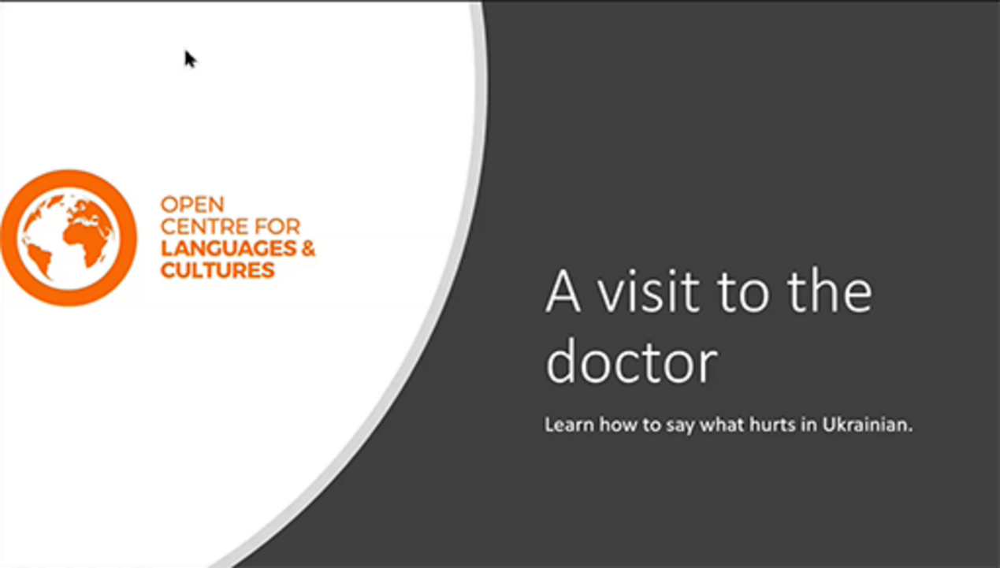 OPEN
CENTRE FOR
LANGUAGES &
CULTURES
A visit to the
doctor
Learn how to say what hurts in Ukrainian.